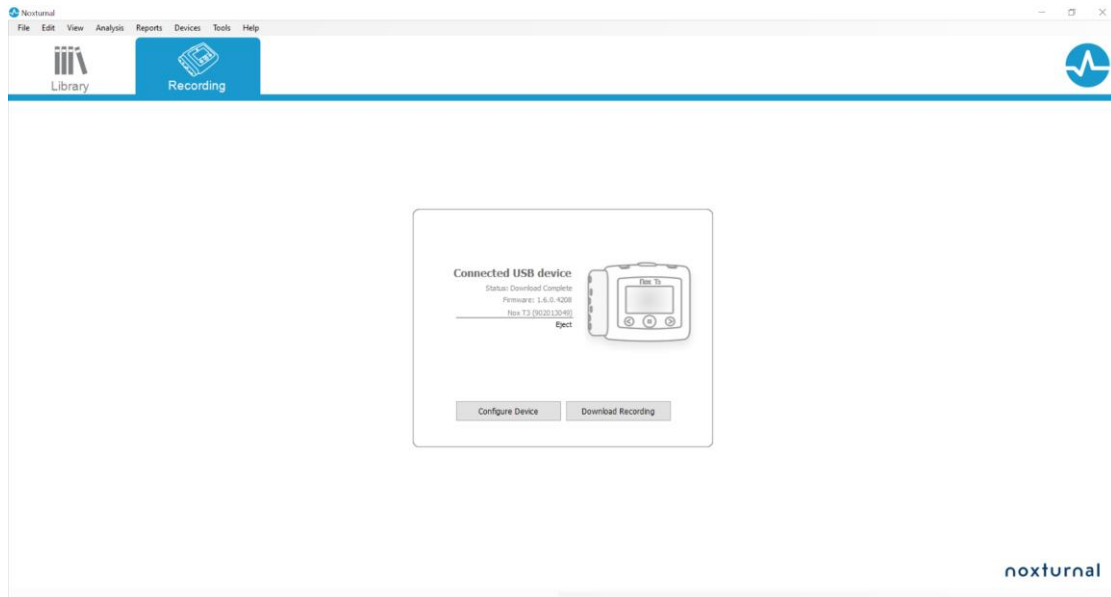 Noxturnal
File Edit View Analysis Reports Devices Tools Help
Library
Recording
Connected USB device
Status: Download Complete
Firmware: 1.6.0.4208
Nox T3 (902013049)
Eject
Nox T3
Configure Device
Download Recording
noxturnal